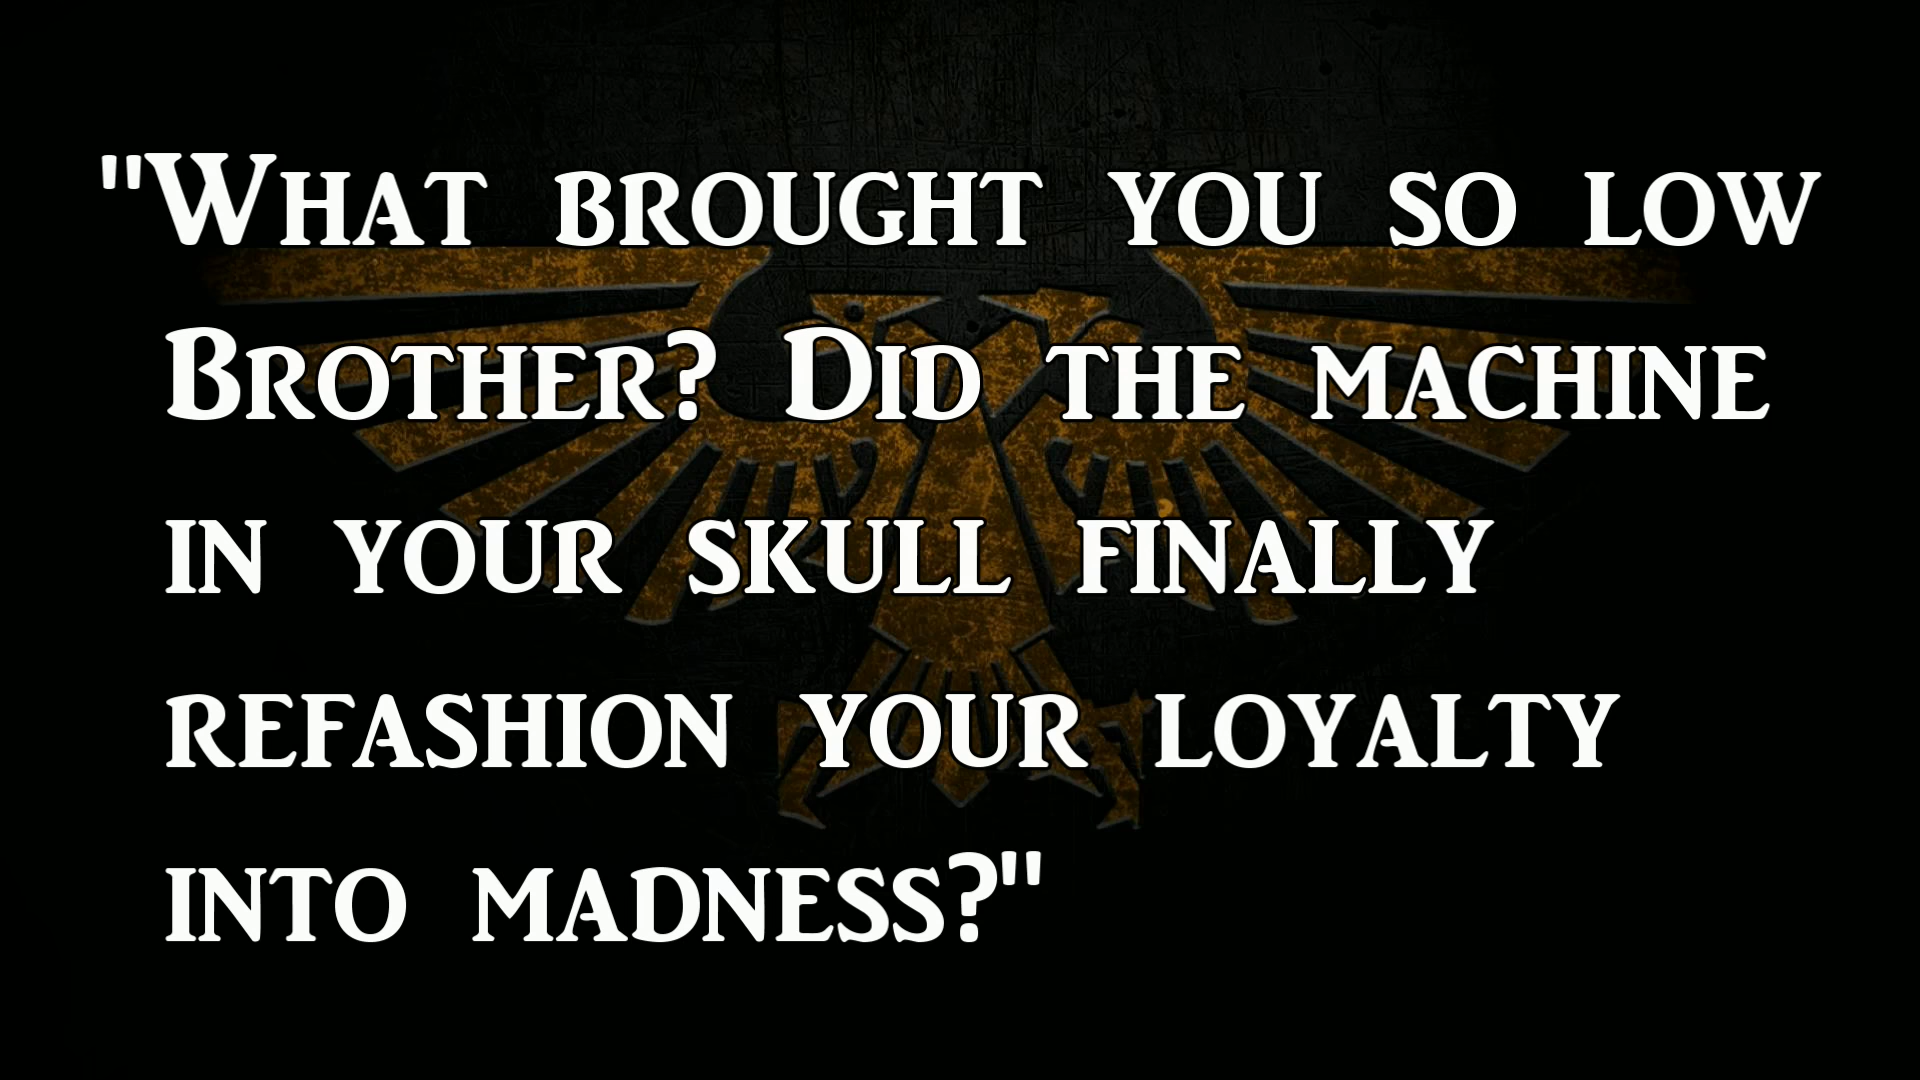 "What brought you so low
Brother? Did the machine
in your skull finally
refashion your loyalty
into madness?"